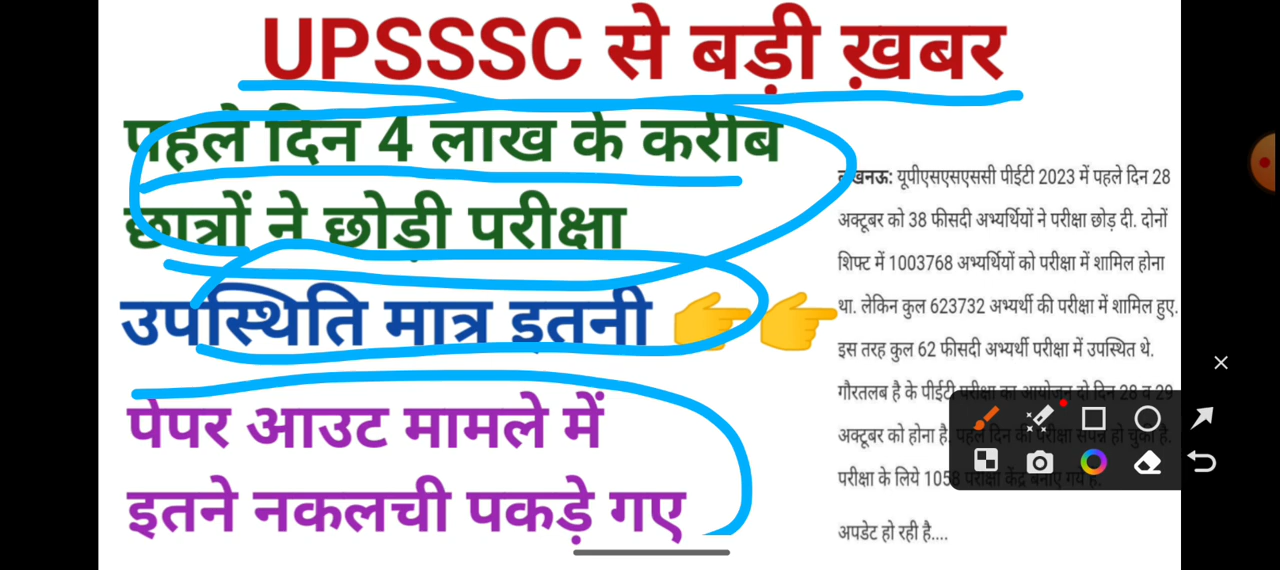 UPSSSC से बड़ी ख़बर
पहले दिन 4 लाख के करीब
छात्रों ने छोड़ी परीक्षा
उपस्थिति मात्र इतनी
पेपर आउट मामले में
इतने नकलची पकड़े गए
लखनऊ: यूपीएसएसएससी पीईटी 2023 में पहले दिन 28
अक्टूबर को 38 फीसदी अभ्यर्थियों ने परीक्षा छोड़ दी. दोनों
शिफ्ट में 1003768 अभ्यर्थियों को परीक्षा में शामिल होना
था. लेकिन कुल 623732 अभ्यर्थी की परीक्षा में शामिल हुए.
इस तरह कुल 62 फीसदी अभ्यर्थी परीक्षा में उपस्थित थे.
गौरतलब है के पीईटी परीक्षा का आयोजन दो दिन 28 व 29
अक्टूबर को होना है. पहले दिन की परीक्षा संपन्न हो चुकी है.
परीक्षा के लिये 1058 परीक्षा केंद्र बनाए गये हैं.
अपडेट हो रही है....